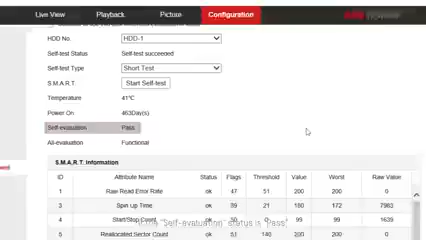 Live View Playback Picture Configuration
HDD No. HDD-1
Self-test Status Self-test succeeded
Self-test Type Short Test
S.M.A.R.T. Start Self-test
Temperature 41°C
Power On 463Day(s)
Self-evaluation Pass
All-evaluation Functional
S.M.A.R.T. Information
ID Attribute Name Status Flags Threshold Value Worst Raw Value
1 Raw Read Error Rate ok 47 51 200 200 0
3 Spin up Time ok 39 21 180 172 7983
4 Start/Stop Count ok 50 0 99 99 1639
"Self-evaluation" status is "Pass"
5 Reallocated Sector Count ok 51 140 200 200 0